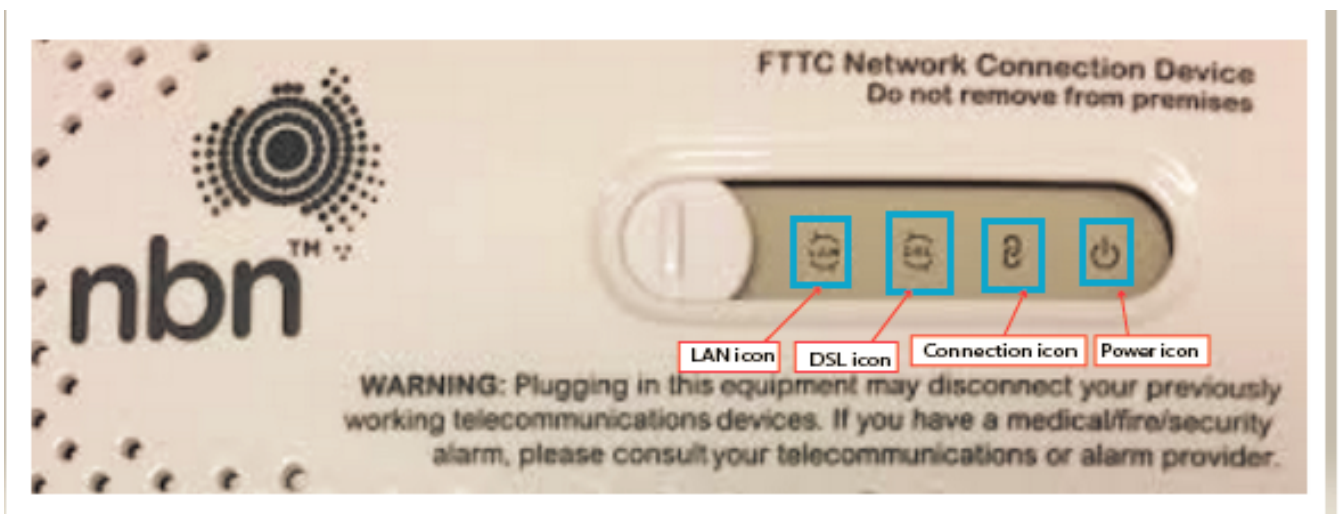 FTTC Network Connection Device
Do not remove from premises
nbn™
LAN
DSL
LAN icon
DSL icon
Connection icon
Power icon
WARNING: Plugging in this equipment may disconnect your previously
working telecommunications devices. If you have a medical/fire/security
alarm, please consult your telecommunications or alarm provider.